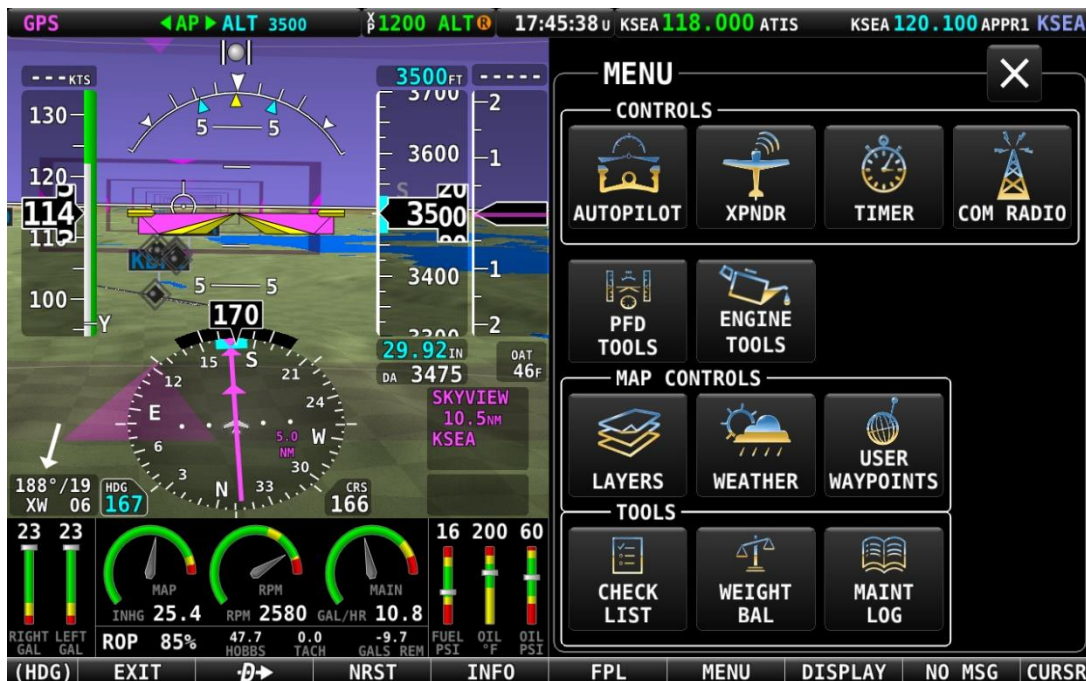 GPS AP ALT 3500 XP 1200 ALT R 17:45:38 U KSEA 118.000 ATIS KSEA 120.100 APPR1 KSEA
---KTS
3500FT -----
130
120
114
110
100
Y
5 5
5 5
3700
3600
S
20
3500
3400
3300
2
1
1
2
170
12 15 S 21 24 W 30 33 N 3 6 E
5.0
NM
29.92IN
DA 3475
OAT
46F
SKYVIEW
10.5NM
KSEA
188°/19
XW 06
HDG
167
CRS
166
MENU
X
CONTROLS
AUTOPILOT
XPNDR
TIMER
COM RADIO
PFD
TOOLS
ENGINE
TOOLS
MAP CONTROLS
LAYERS
WEATHER
USER
WAYPOINTS
TOOLS
CHECK
LIST
WEIGHT
BAL
MAINT
LOG
23 23
RIGHT LEFT
GAL GAL
MAP
INHG 25.4
RPM
RPM 2580
MAIN
GAL/HR 10.8
ROP 85%
47.7 0.0 -9.7
HOBBS TACH GALS REM
16 200 60
FUEL OIL OIL
PSI °F PSI
(HDG) EXIT D NRST INFO FPL MENU DISPLAY NO MSG CURSR